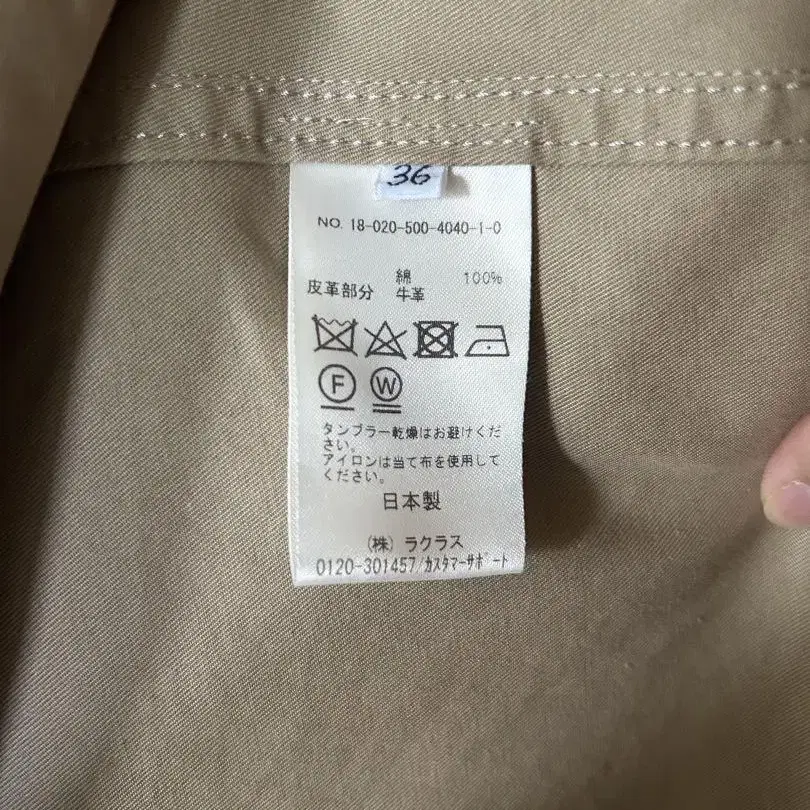 36
NO. 18-020-500-4040-1-0
綿 100%
皮革部分 牛革
F W
タンブラー乾燥はお避けくだ
さい。
アイロンは当て布を使用して
ください。
日本製
(株) ラクラス
0120-301457/ｶｽﾀﾏｰｻﾎﾟｰﾄ